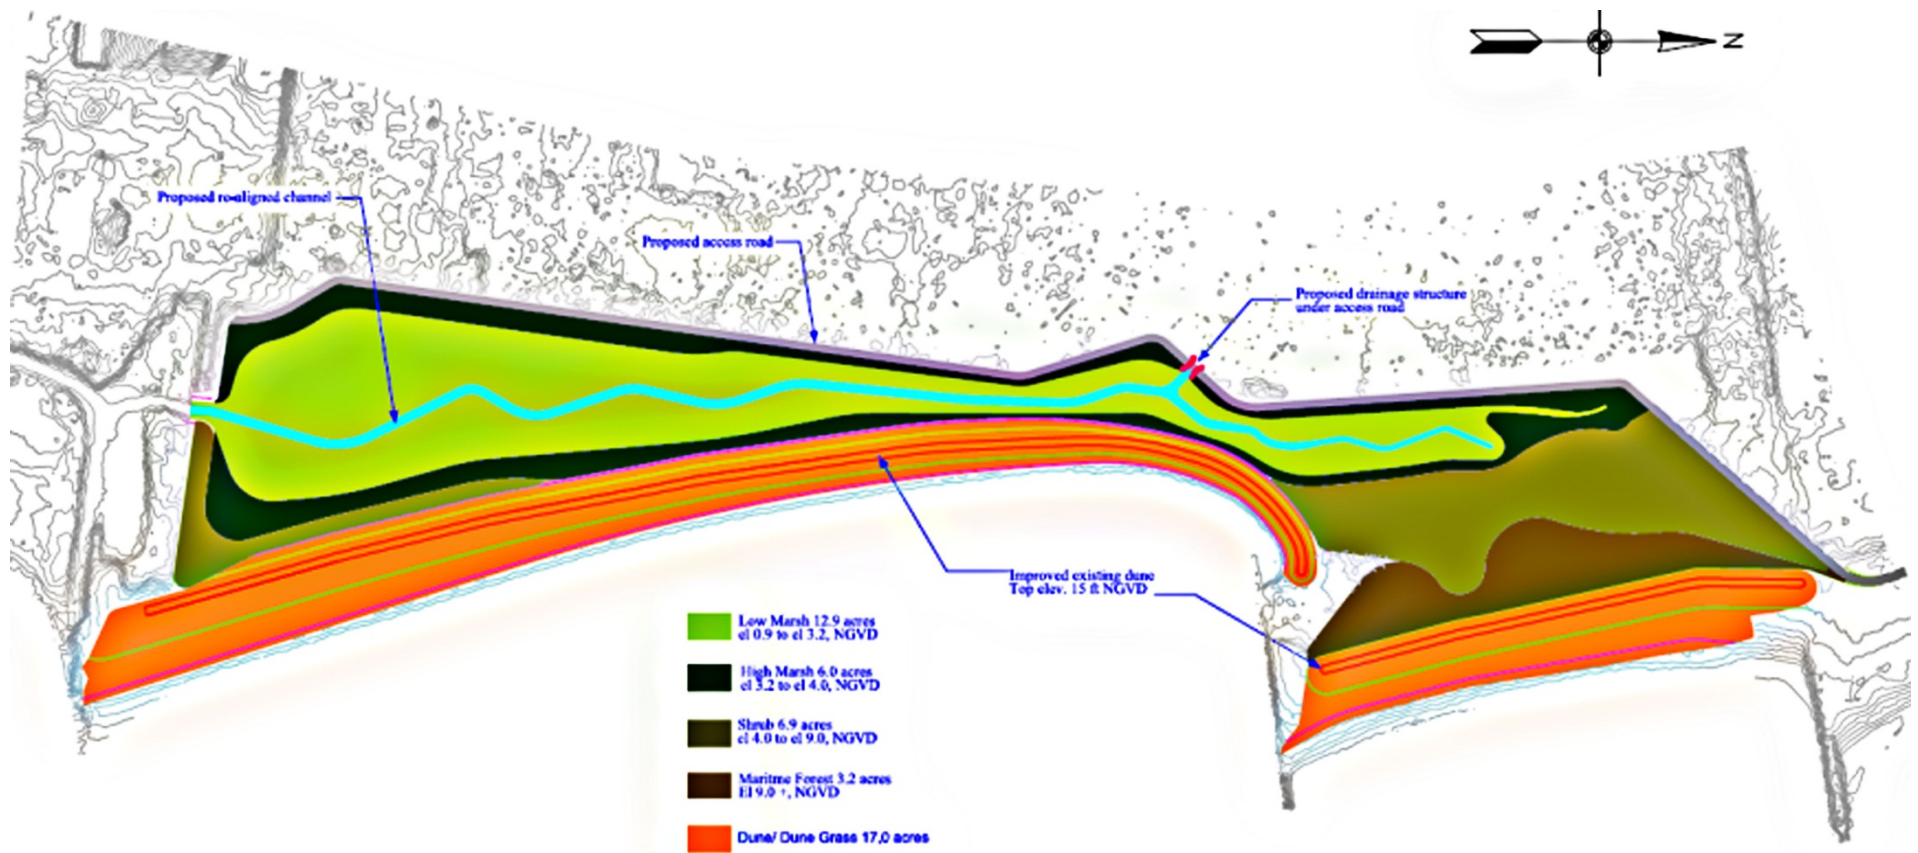 N
Proposed re-aligned channel
Proposed access road
Proposed drainage structure
under access road
Improved existing dune
Top elev. 15 ft NGVD
Low Marsh 12.9 acres
el 0.9 to el 3.2, NGVD
High Marsh 6.0 acres
el 3.2 to el 4.0, NGVD
Shrub 6.9 acres
el 4.0 to el 9.0, NGVD
Maritme Forest 3.2 acres
El 9.0 +, NGVD
Dune/ Dune Grass 17.0 acres